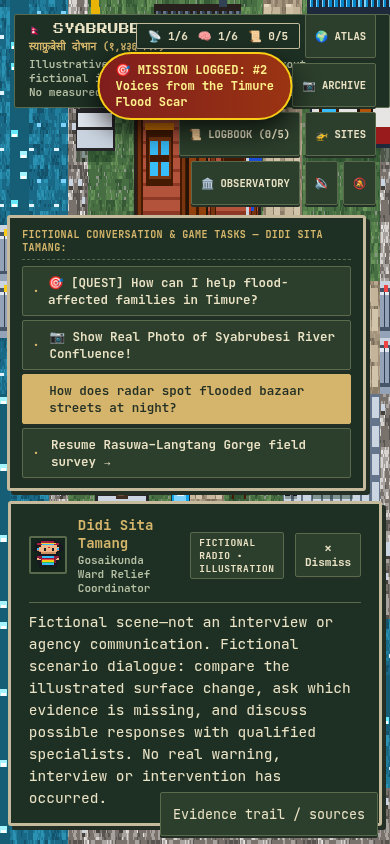 📡 1/6 🧠 1/6 📜 0/5
🌍 ATLAS
SYABRUBE
स्याफ्रुबेसी दोभान
Illustrative
fictional
No measured
🎯 MISSION LOGGED: #2
Voices from the Timure
Flood Scar
📷 ARCHIVE
📜 LOGBOOK (0/5)
🚁 SITES
🏛️ OBSERVATORY
FICTIONAL CONVERSATION & GAME TASKS — DIDI SITA
TAMANG:
· 🎯 [QUEST] How can I help flood-
affected families in Timure?
· 📷 Show Real Photo of Syabrubesi River
Confluence!
How does radar spot flooded bazaar
streets at night?
· Resume Rasuwa–Langtang Gorge field
survey →
Didi Sita
Tamang
Gosaikunda
Ward Relief
Coordinator
FICTIONAL
RADIO •
ILLUSTRATION
×
Dismiss
Fictional scene—not an interview or
agency communication. Fictional
scenario dialogue: compare the
illustrated surface change, ask which
evidence is missing, and discuss
possible responses with qualified
specialists. No real warning,
interview or intervention has
occurred.
Evidence trail / sources